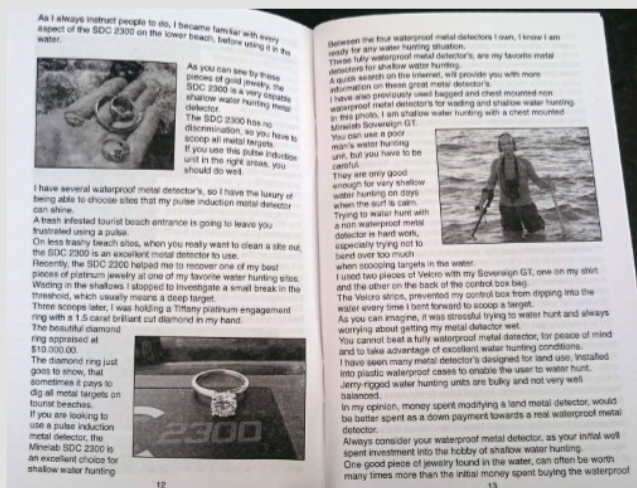 As I always instruct people to do, I became familiar with every
aspect of the SDC 2300 on the lower beach, before using it in the
water.
As you can see by these
pieces of gold jewelry, the
SDC 2300 is a very capable
shallow water hunting metal
detector.
The SDC 2300 has no
discrimination, so you have to
scoop all metal targets.
If you use this pulse induction
unit in the right areas, you
should do well.
I have several waterproof metal detector's, so I have the luxury of
being able to choose sites that my pulse induction metal detector
can shine.
A trash infested tourist beach entrance is going to leave you
frustrated using a pulse.
On less trashy beach sites, when you really want to clean a site out,
the SDC 2300 is an excellent metal detector to use.
Recently, the SDC 2300 helped me to recover one of my best
pieces of platinum jewelry at one of my favorite water hunting sites.
Wading in the shallows I stopped to investigate a small break in the
threshold, which usually means a deep target.
Three scoops later, I was holding a Tiffany platinum engagement
ring with a 1.5 carat brilliant cut diamond in my hand.
The beautiful diamond
ring appraised at
$10,000.00.
The diamond ring just
goes to show, that
sometimes it pays to
dig all metal targets on
tourist beaches.
If you are looking to
use a pulse induction
metal detector, the
Minelab SDC 2300 is
an excellent choice for
shallow water hunting
2300
12
Between the four waterproof metal detectors I own, I know I am
ready for any water hunting situation.
These fully waterproof metal detector's, are my favorite metal
detectors for shallow water hunting.
A quick search on the internet, will provide you with more
information on these great metal detector's.
I have also previously used bagged and chest mounted non
waterproof metal detector's for wading and shallow water hunting.
In this photo, I am shallow water hunting with a chest mounted
Minelab Sovereign GT.
You can use a poor
man's water hunting
unit, but you have to be
careful.
They are only good
enough for very shallow
water hunting on days
when the surf is calm.
Trying to water hunt with
a non waterproof metal
detector is hard work,
especially trying not to
bend over too much
when scooping targets in the water.
I used two pieces of Velcro with my Sovereign GT, one on my shirt
and the other on the back of the control box bag.
The Velcro strips, prevented my control box from dipping into the
water every time I bent forward to scoop a target.
As you can imagine, it was stressful trying to water hunt and always
worrying about getting my metal detector wet.
You cannot beat a fully waterproof metal detector, for peace of mind
and to take advantage of excellent water hunting conditions.
I have seen many metal detector's designed for land use, installed
into plastic waterproof cases to enable the user to water hunt.
Jerry-rigged water hunting units are bulky and not very well
balanced.
In my opinion, money spent modifying a land metal detector, would
be better spent as a down payment towards a real waterproof metal
detector.
Always consider your waterproof metal detector, as your initial well
spent investment into the hobby of shallow water hunting.
One good piece of jewelry found in the water, can often be worth
many times more than the initial money spent buying the waterproof
13